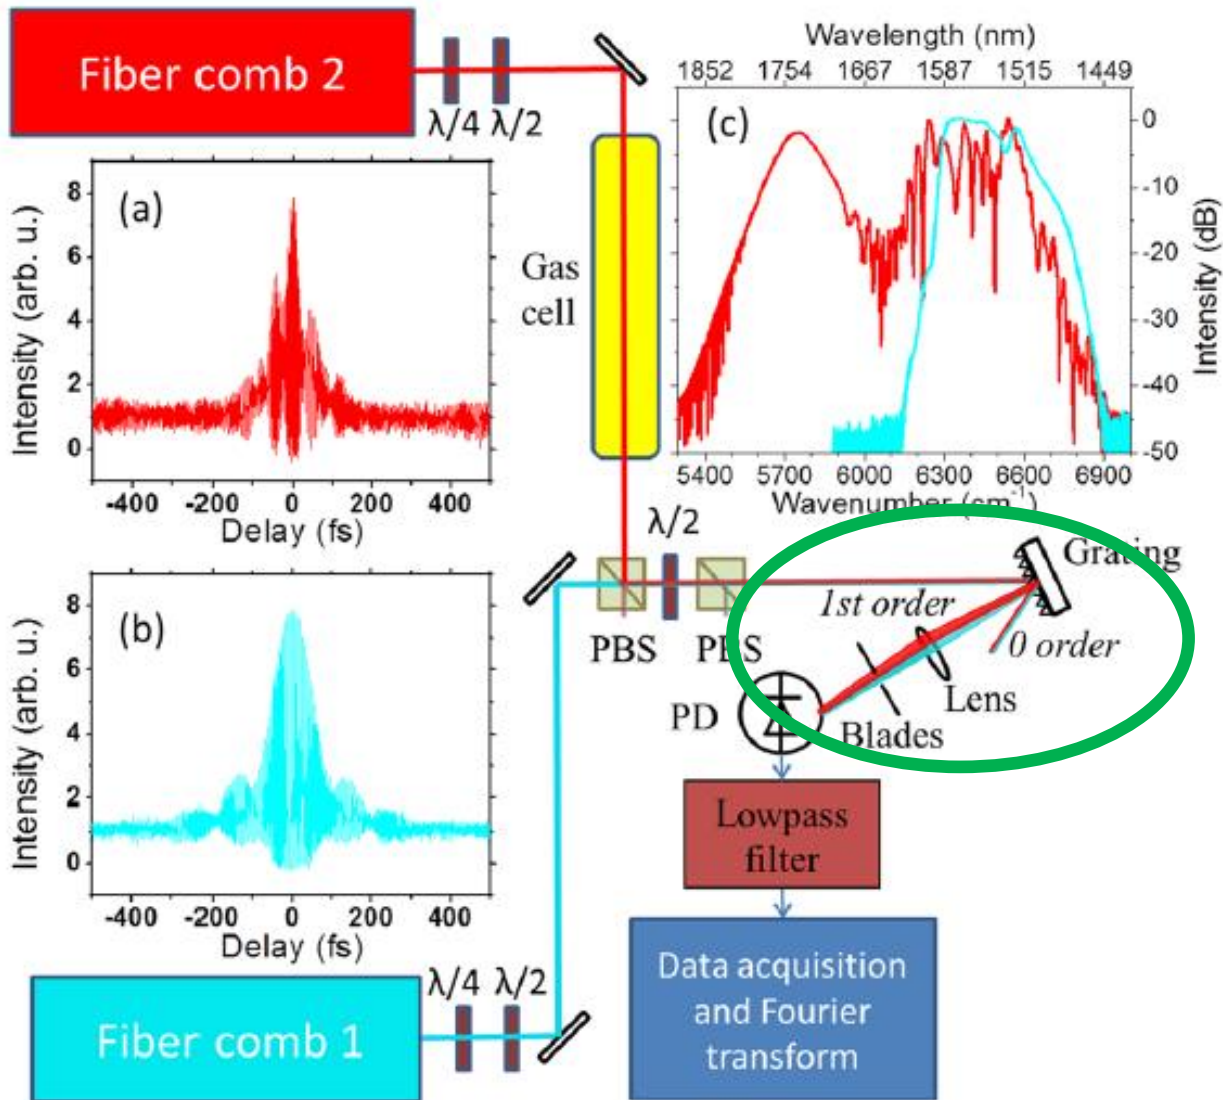 Fiber comb 2
λ/4 λ/2
Wavelength (nm)
1852 1754 1667 1587 1515 1449
(c)
0
-10
-20
-30
-40
-50
Intensity (dB)
5400 5700 6000 6300 6600 6900
Wavenumber (cm⁻¹)
(a)
8
6
4
2
0
Intensity (arb. u.)
-400 -200 0 200 400
Delay (fs)
Gas
cell
λ/2
PBS PBS
Grating
1st order
0 order
Lens
Blades
PD
(b)
8
6
4
2
0
Intensity (arb. u.)
-400 -200 0 200 400
Delay (fs)
Lowpass
filter
Data acquisition
and Fourier
transform
λ/4 λ/2
Fiber comb 1